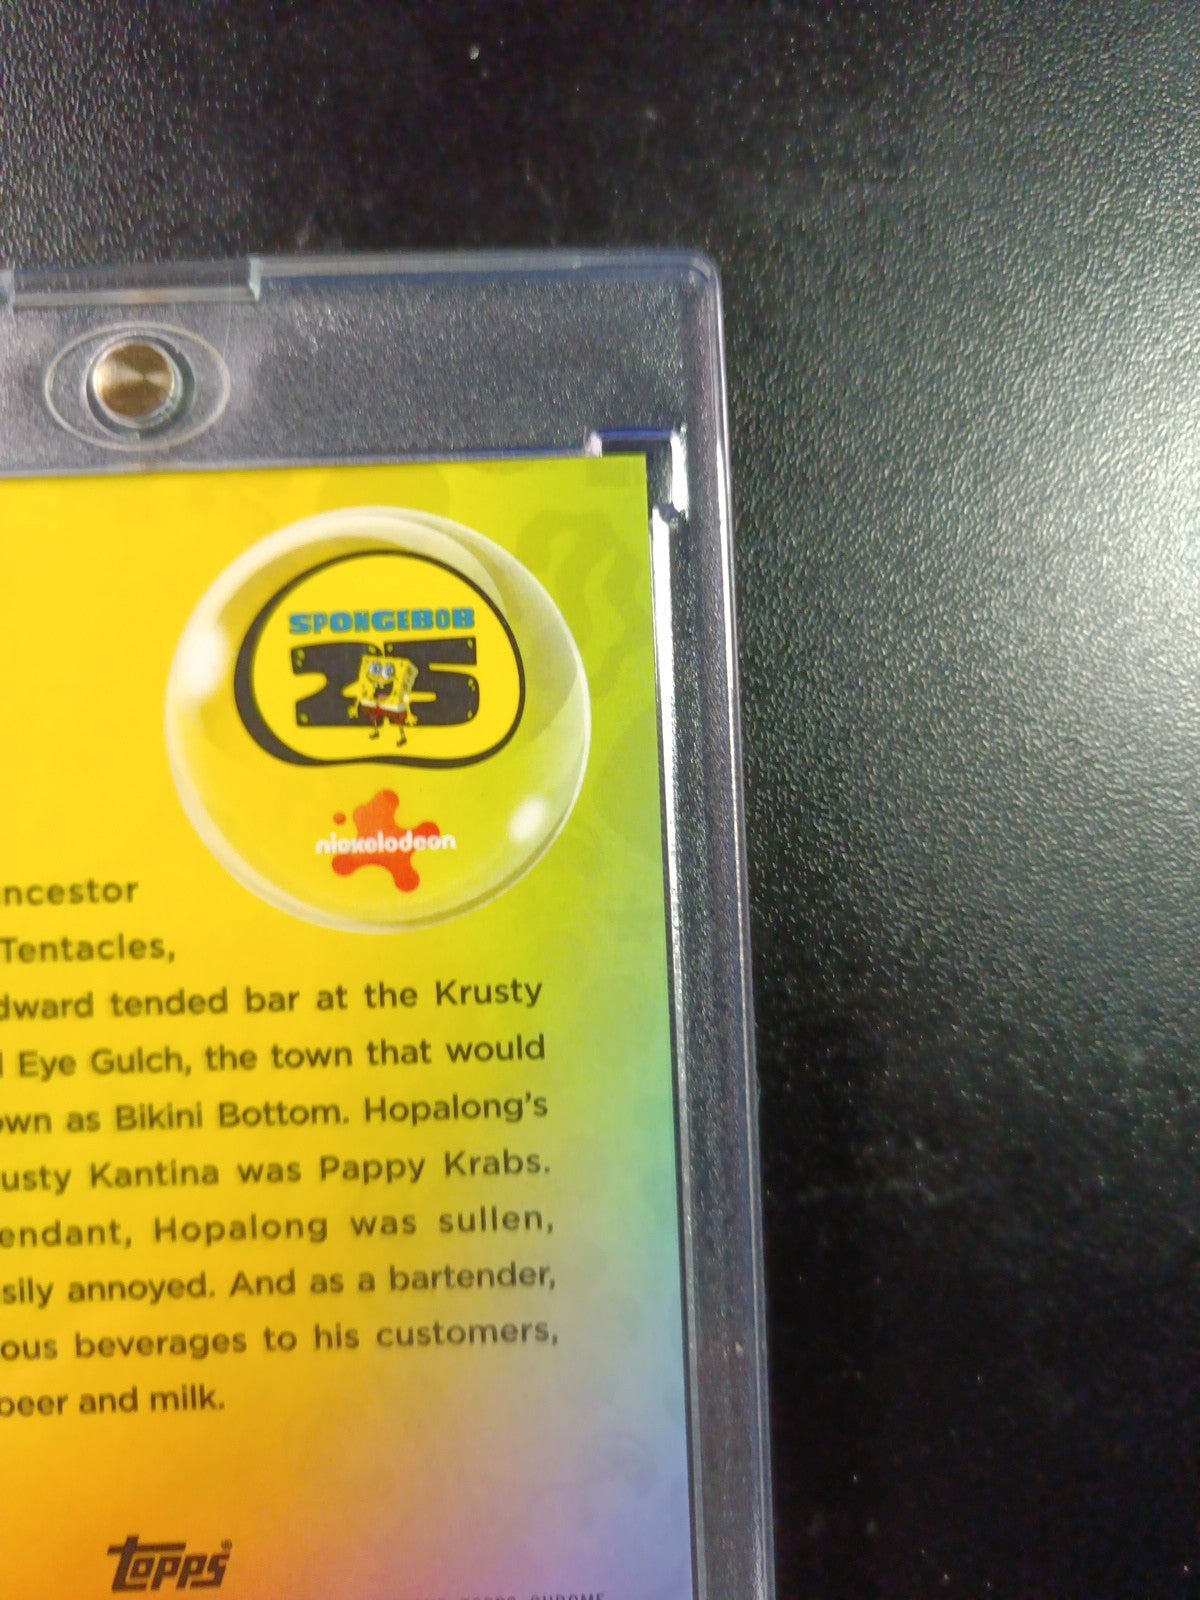 SPONGEBOB
25
nickelodeon
ncestor
Tentacles,
dward tended bar at the Krusty
Eye Gulch, the town that would
own as Bikini Bottom. Hopalong's
usty Kantina was Pappy Krabs.
endant, Hopalong was sullen,
sily annoyed. And as a bartender,
ous beverages to his customers,
beer and milk.
topps®
TOPPS CHROME